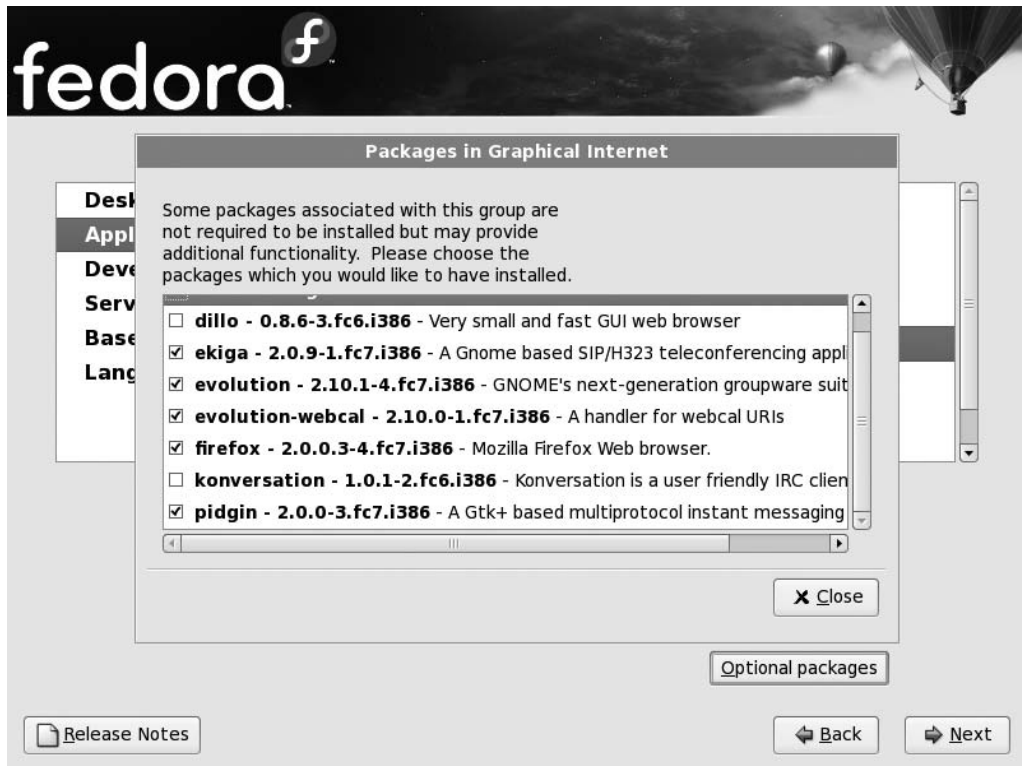 fedora
Packages in Graphical Internet
Some packages associated with this group are
not required to be installed but may provide
additional functionality. Please choose the
packages which you would like to have installed.
Desk
Appl
Deve
Serv
Base
Lang
dillo - 0.8.6-3.fc6.i386 - Very small and fast GUI web browser
ekiga - 2.0.9-1.fc7.i386 - A Gnome based SIP/H323 teleconferencing appli
evolution - 2.10.1-4.fc7.i386 - GNOME's next-generation groupware suit
evolution-webcal - 2.10.0-1.fc7.i386 - A handler for webcal URIs
firefox - 2.0.0.3-4.fc7.i386 - Mozilla Firefox Web browser.
konversation - 1.0.1-2.fc6.i386 - Konversation is a user friendly IRC clien
pidgin - 2.0.0-3.fc7.i386 - A Gtk+ based multiprotocol instant messaging
Close
Optional packages
Release Notes
Back
Next